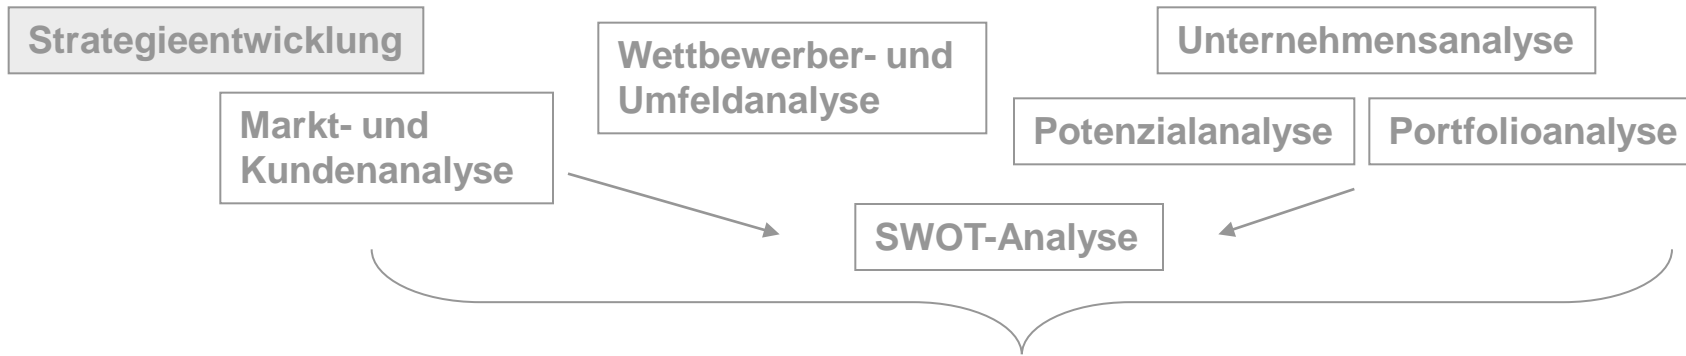 Strategieentwicklung
Wettbewerber- und
Umfeldanalyse
Unternehmensanalyse
Markt- und
Kundenanalyse
Potenzialanalyse
Portfolioanalyse
SWOT-Analyse